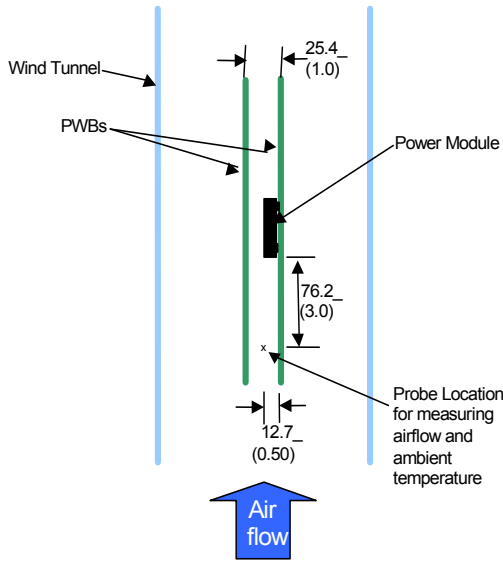 25.4_
(1.0)
Wind Tunnel
PWBs
Power Module
76.2_
(3.0)
x
Probe Location
for measuring
airflow and
ambient
temperature
12.7_
(0.50)
Air
flow